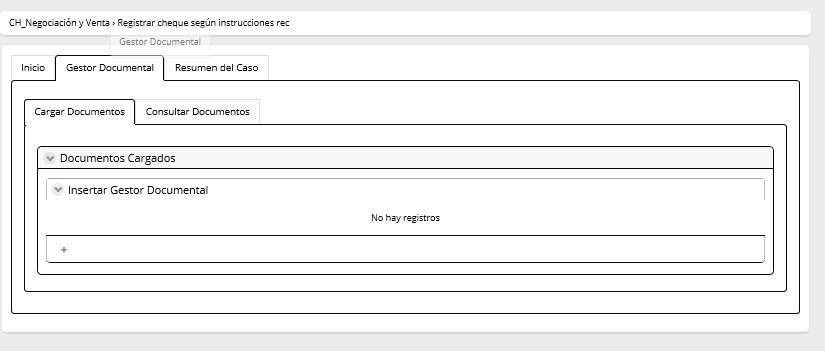 CH_Negociación y Venta › Registrar cheque según instrucciones rec
Gestor Documental
Inicio Gestor Documental Resumen del Caso
Cargar Documentos Consultar Documentos
Documentos Cargados
Insertar Gestor Documental
No hay registros
+